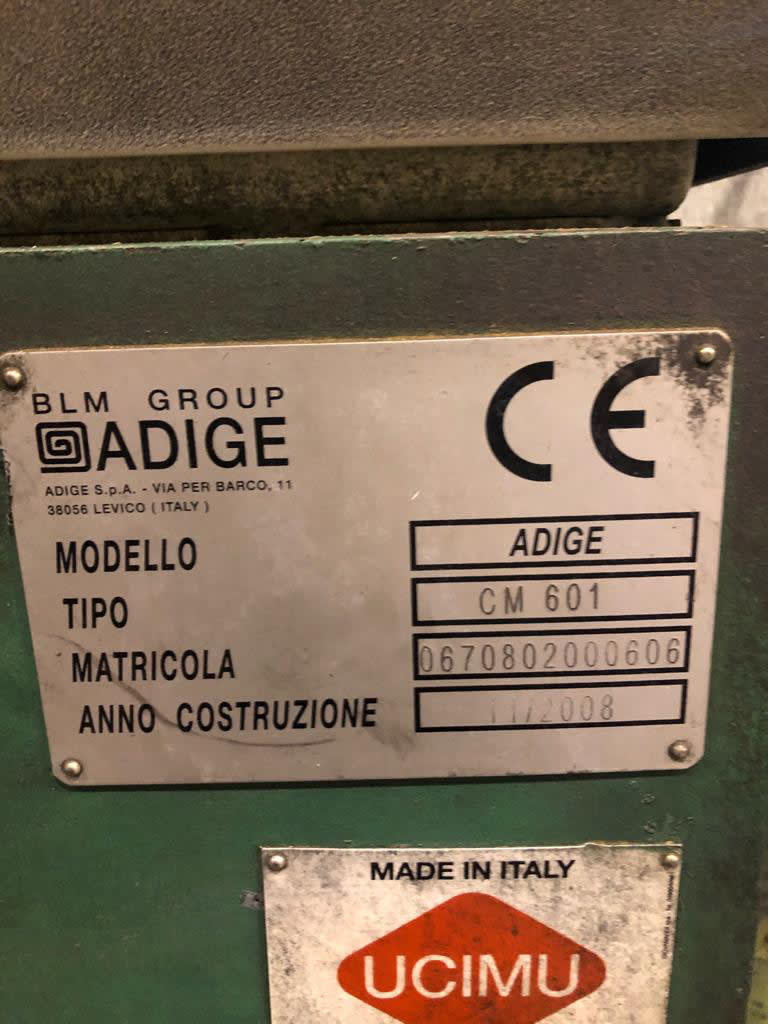 BLM GROUP
ADIGE
CE
ADIGE S.p.A. - VIA PER BARCO, 11
38056 LEVICO ( ITALY )
MODELLO ADIGE
TIPO CM 601
MATRICOLA 0670802000606
ANNO COSTRUZIONE 11/2008
MADE IN ITALY
UCIMU